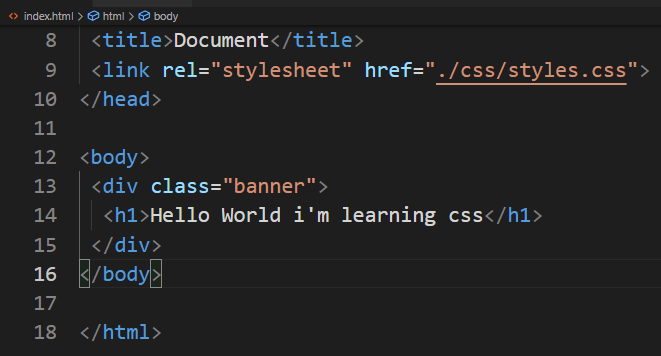 index.html > html > body
8 <title>Document</title>
9 <link rel="stylesheet" href="./css/styles.css">
10 </head>
11
12 <body>
13 <div class="banner">
14 <h1>Hello World i'm learning css</h1>
15 </div>
16 </body>
17
18 </html>